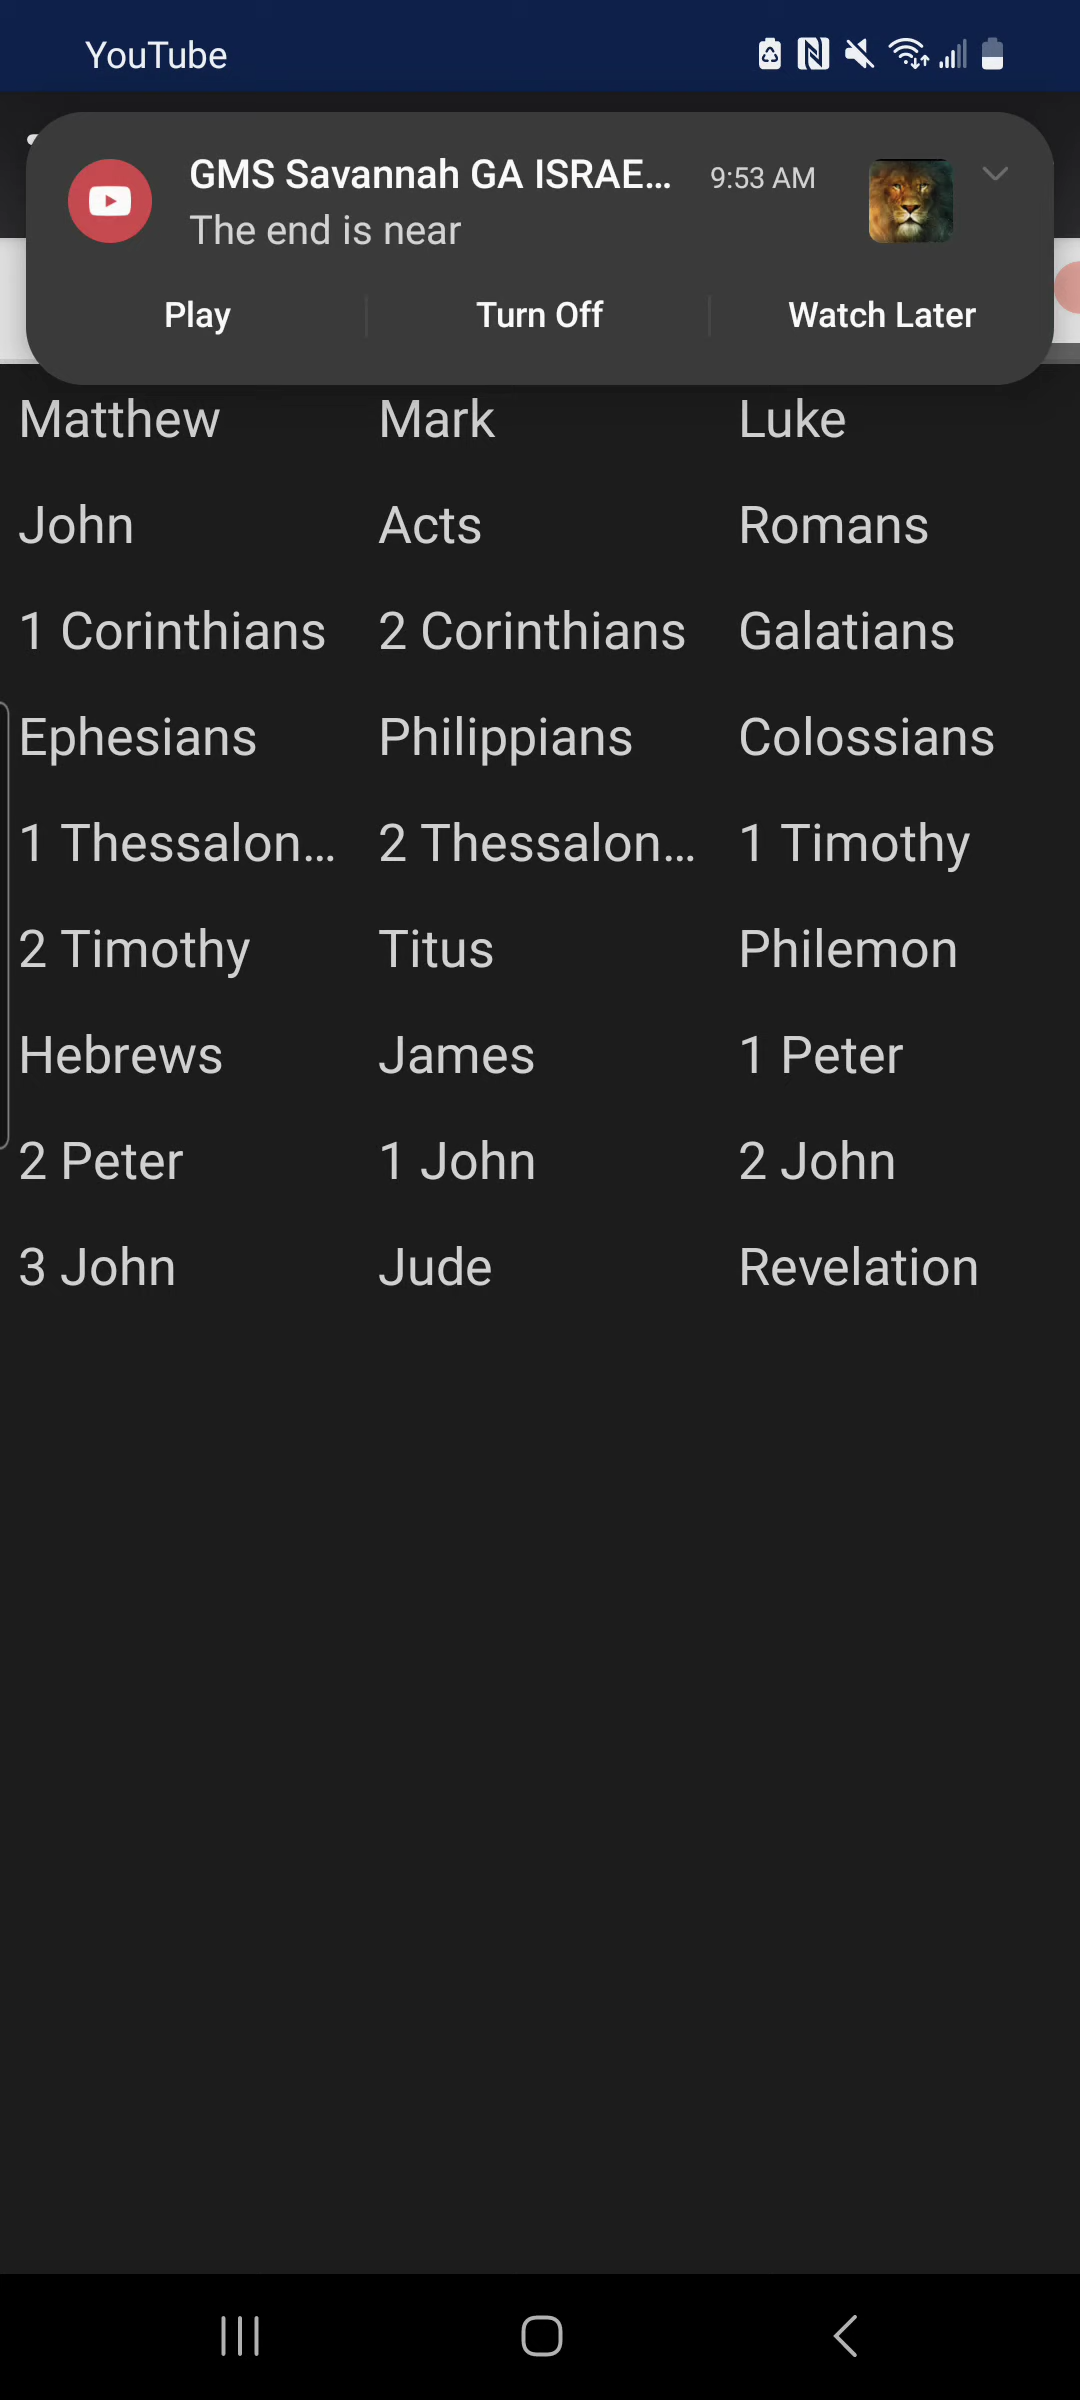 YouTube
GMS Savannah GA ISRAE... 9:53 AM
The end is near
Play Turn Off Watch Later
Matthew Mark Luke
John Acts Romans
1 Corinthians 2 Corinthians Galatians
Ephesians Philippians Colossians
1 Thessalon... 2 Thessalon... 1 Timothy
2 Timothy Titus Philemon
Hebrews James 1 Peter
2 Peter 1 John 2 John
3 John Jude Revelation